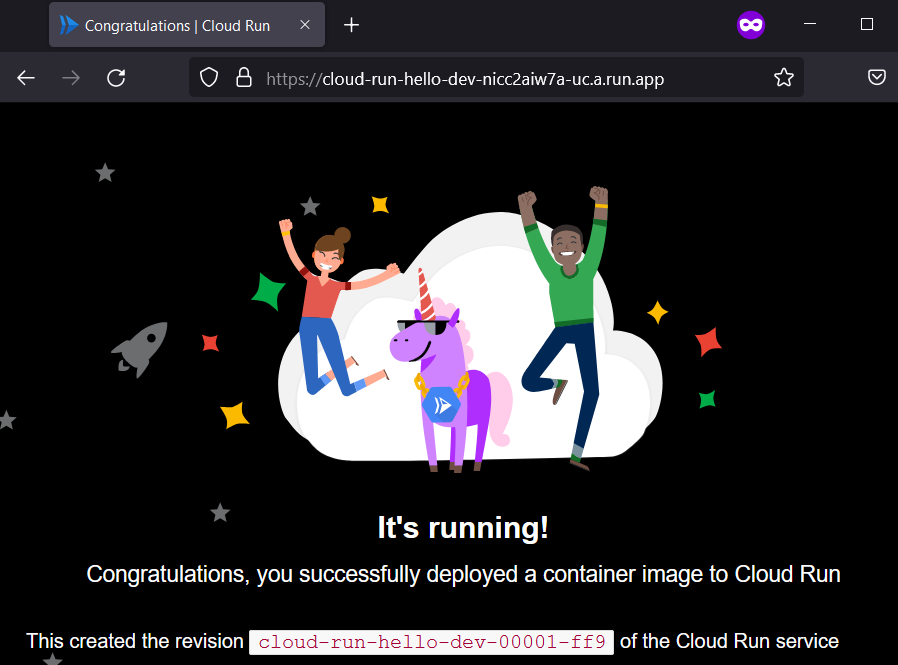 Congratulations | Cloud Run
https://cloud-run-hello-dev-nicc2aiw7a-uc.a.run.app
It's running!
Congratulations, you successfully deployed a container image to Cloud Run
This created the revision cloud-run-hello-dev-00001-ff9 of the Cloud Run service